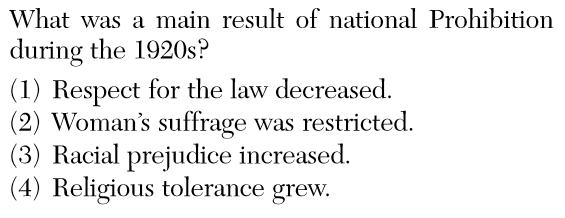 What was a main result of national Prohibition
during the 1920s?
(1) Respect for the law decreased.
(2) Woman’s suffrage was restricted.
(3) Racial prejudice increased.
(4) Religious tolerance grew.